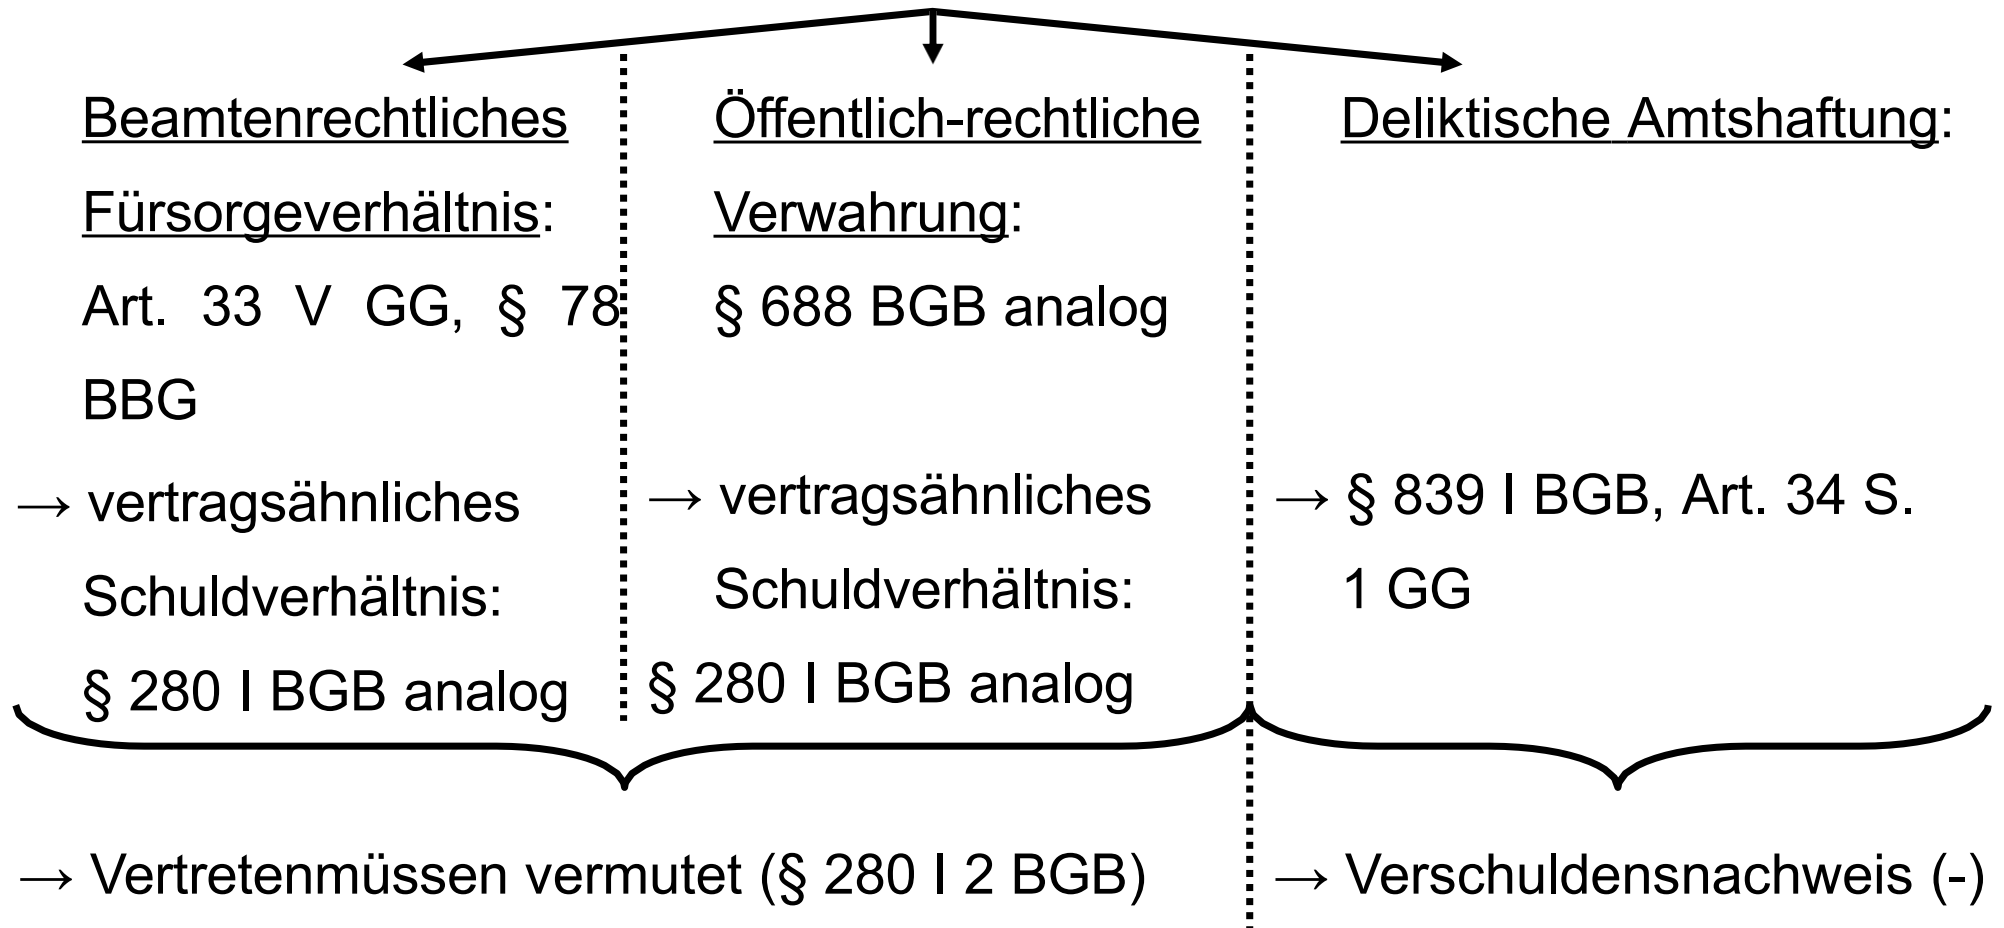 Beamtenrechtliches
Fürsorgeverhältnis:
Art. 33 V GG, § 78
BBG
→ vertragsähnliches
Schuldverhältnis:
§ 280 I BGB analog
Öffentlich-rechtliche
Verwahrung:
§ 688 BGB analog
→ vertragsähnliches
Schuldverhältnis:
§ 280 I BGB analog
Deliktische Amtshaftung:
→ § 839 I BGB, Art. 34 S.
1 GG
→ Vertretenmüssen vermutet (§ 280 I 2 BGB)
→ Verschuldensnachweis (-)